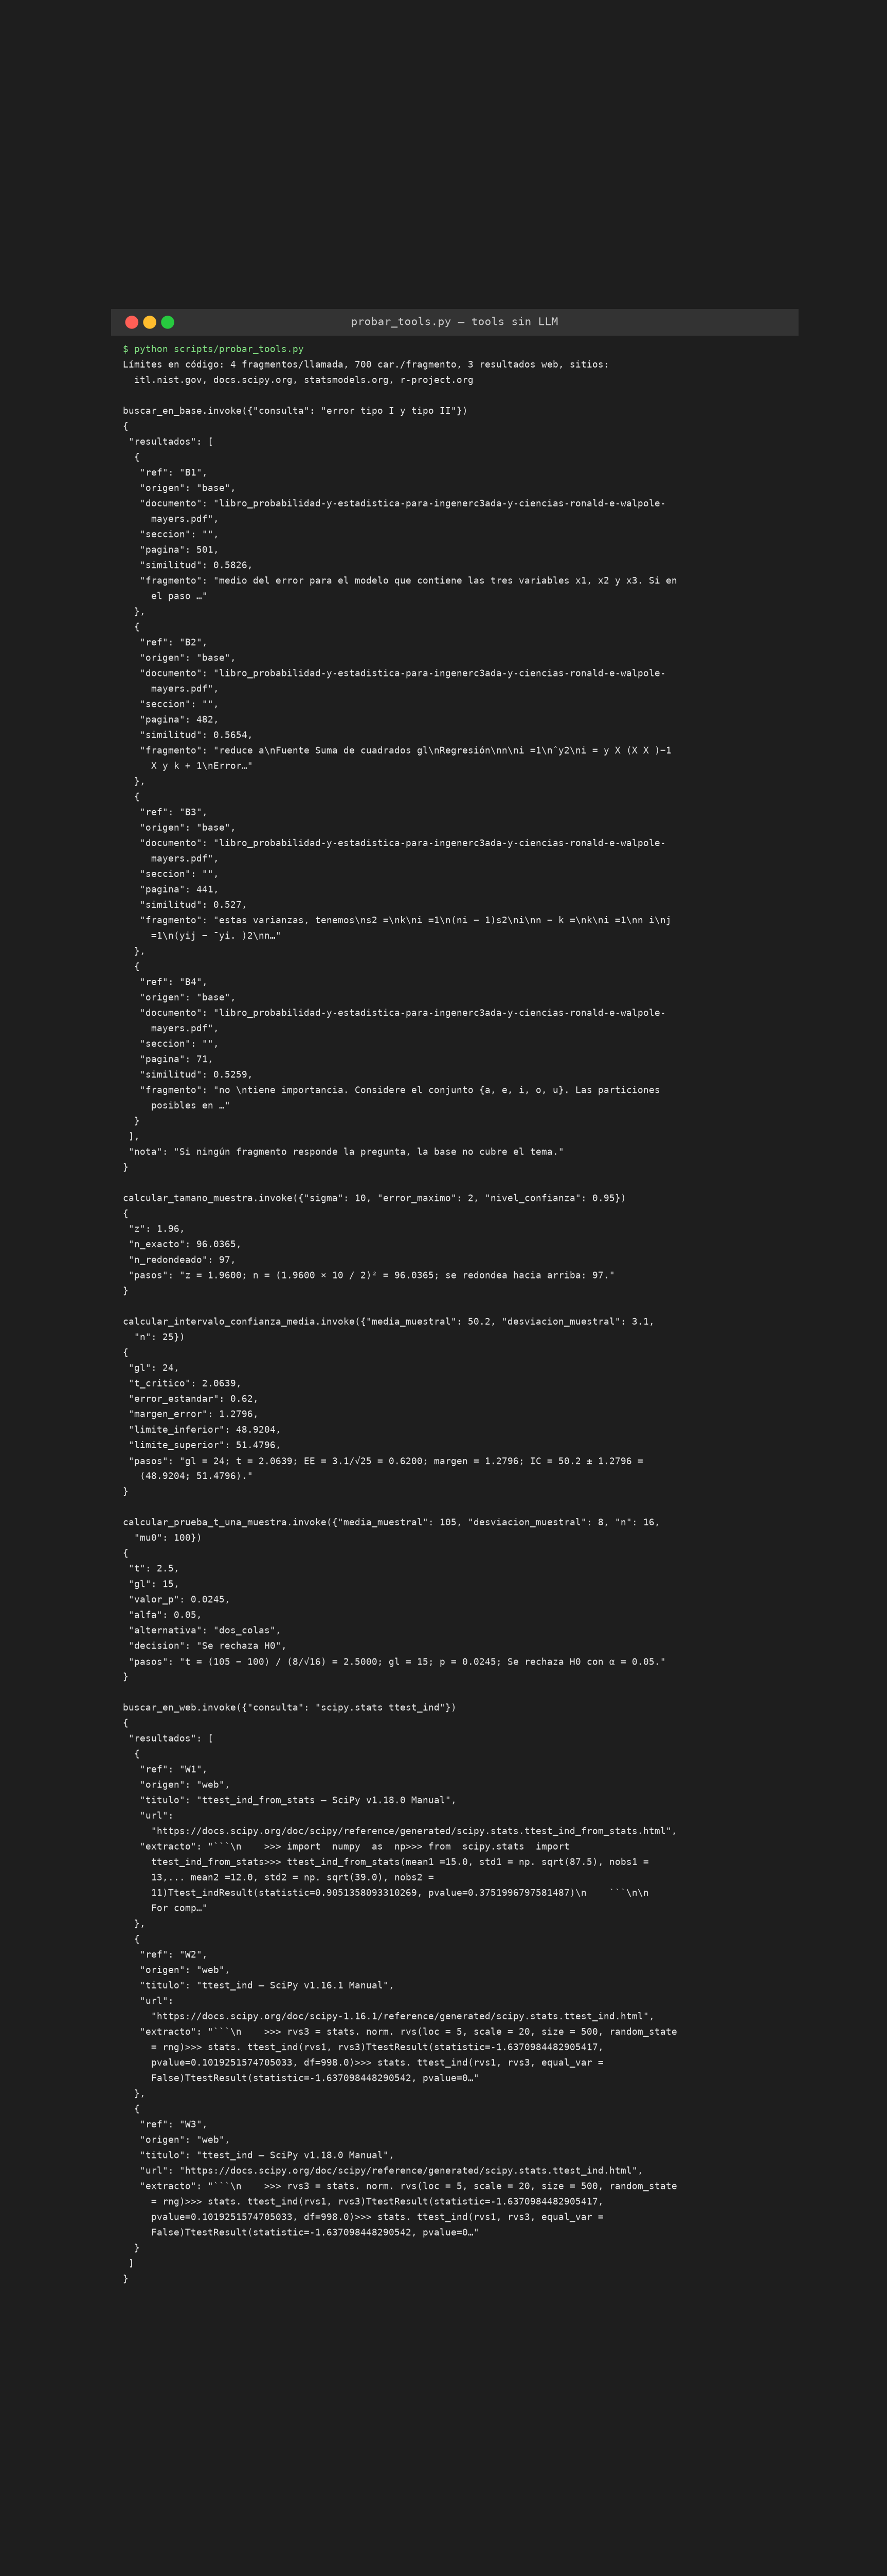 probar_tools.py — tools sin LLM
$ python scripts/probar_tools.py
Límites en código: 4 fragmentos/llamada, 700 car./fragmento, 3 resultados web, sitios:
  itl.nist.gov, docs.scipy.org, statsmodels.org, r-project.org

buscar_en_base.invoke({"consulta": "error tipo I y tipo II"})
{
 "resultados": [
  {
   "ref": "B1",
   "origen": "base",
   "documento": "libro_probabilidad-y-estadistica-para-ingenerc3ada-y-ciencias-ronald-e-walpole-
     mayers.pdf",
   "seccion": "",
   "pagina": 501,
   "similitud": 0.5826,
   "fragmento": "medio del error para el modelo que contiene las tres variables x1, x2 y x3. Si en
     el paso …"
  },
  {
   "ref": "B2",
   "origen": "base",
   "documento": "libro_probabilidad-y-estadistica-para-ingenerc3ada-y-ciencias-ronald-e-walpole-
     mayers.pdf",
   "seccion": "",
   "pagina": 482,
   "similitud": 0.5654,
   "fragmento": "reduce a\nFuente Suma de cuadrados gl\nRegresión\nn\ni =1\nˆy2\ni = y X (X X )−1
     X y k + 1\nError…"
  },
  {
   "ref": "B3",
   "origen": "base",
   "documento": "libro_probabilidad-y-estadistica-para-ingenerc3ada-y-ciencias-ronald-e-walpole-
     mayers.pdf",
   "seccion": "",
   "pagina": 441,
   "similitud": 0.527,
   "fragmento": "estas varianzas, tenemos\ns2 =\nk\ni =1\n(ni − 1)s2\ni\nn − k =\nk\ni =1\nn i\nj
     =1\n(yij − ¯yi. )2\nn…"
  },
  {
   "ref": "B4",
   "origen": "base",
   "documento": "libro_probabilidad-y-estadistica-para-ingenerc3ada-y-ciencias-ronald-e-walpole-
     mayers.pdf",
   "seccion": "",
   "pagina": 71,
   "similitud": 0.5259,
   "fragmento": "no \ntiene importancia. Considere el conjunto {a, e, i, o, u}. Las particiones
     posibles en …"
  }
 ],
 "nota": "Si ningún fragmento responde la pregunta, la base no cubre el tema."
}

calcular_tamano_muestra.invoke({"sigma": 10, "error_maximo": 2, "nivel_confianza": 0.95})
{
 "z": 1.96,
 "n_exacto": 96.0365,
 "n_redondeado": 97,
 "pasos": "z = 1.9600; n = (1.9600 × 10 / 2)² = 96.0365; se redondea hacia arriba: 97."
}

calcular_intervalo_confianza_media.invoke({"media_muestral": 50.2, "desviacion_muestral": 3.1,
  "n": 25})
{
 "gl": 24,
 "t_critico": 2.0639,
 "error_estandar": 0.62,
 "margen_error": 1.2796,
 "limite_inferior": 48.9204,
 "limite_superior": 51.4796,
 "pasos": "gl = 24; t = 2.0639; EE = 3.1/√25 = 0.6200; margen = 1.2796; IC = 50.2 ± 1.2796 =
   (48.9204; 51.4796)."
}

calcular_prueba_t_una_muestra.invoke({"media_muestral": 105, "desviacion_muestral": 8, "n": 16,
  "mu0": 100})
{
 "t": 2.5,
 "gl": 15,
 "valor_p": 0.0245,
 "alfa": 0.05,
 "alternativa": "dos_colas",
 "decision": "Se rechaza H0",
 "pasos": "t = (105 − 100) / (8/√16) = 2.5000; gl = 15; p = 0.0245; Se rechaza H0 con α = 0.05."
}

buscar_en_web.invoke({"consulta": "scipy.stats ttest_ind"})
{
 "resultados": [
  {
   "ref": "W1",
   "origen": "web",
   "titulo": "ttest_ind_from_stats — SciPy v1.18.0 Manual",
   "url":
     "https://docs.scipy.org/doc/scipy/reference/generated/scipy.stats.ttest_ind_from_stats.html",
   "extracto": "```\n    >>> import  numpy  as  np>>> from  scipy.stats  import
     ttest_ind_from_stats>>> ttest_ind_from_stats(mean1 =15.0, std1 = np. sqrt(87.5), nobs1 =
     13,... mean2 =12.0, std2 = np. sqrt(39.0), nobs2 =
     11)Ttest_indResult(statistic=0.9051358093310269, pvalue=0.3751996797581487)\n    ```\n\n
     For comp…"
  },
  {
   "ref": "W2",
   "origen": "web",
   "titulo": "ttest_ind — SciPy v1.16.1 Manual",
   "url":
     "https://docs.scipy.org/doc/scipy-1.16.1/reference/generated/scipy.stats.ttest_ind.html",
   "extracto": "```\n    >>> rvs3 = stats. norm. rvs(loc = 5, scale = 20, size = 500, random_state
     = rng)>>> stats. ttest_ind(rvs1, rvs3)TtestResult(statistic=-1.6370984482905417,
     pvalue=0.1019251574705033, df=998.0)>>> stats. ttest_ind(rvs1, rvs3, equal_var =
     False)TtestResult(statistic=-1.637098448290542, pvalue=0…"
  },
  {
   "ref": "W3",
   "origen": "web",
   "titulo": "ttest_ind — SciPy v1.18.0 Manual",
   "url": "https://docs.scipy.org/doc/scipy/reference/generated/scipy.stats.ttest_ind.html",
   "extracto": "```\n    >>> rvs3 = stats. norm. rvs(loc = 5, scale = 20, size = 500, random_state
     = rng)>>> stats. ttest_ind(rvs1, rvs3)TtestResult(statistic=-1.6370984482905417,
     pvalue=0.1019251574705033, df=998.0)>>> stats. ttest_ind(rvs1, rvs3, equal_var =
     False)TtestResult(statistic=-1.637098448290542, pvalue=0…"
  }
 ]
}